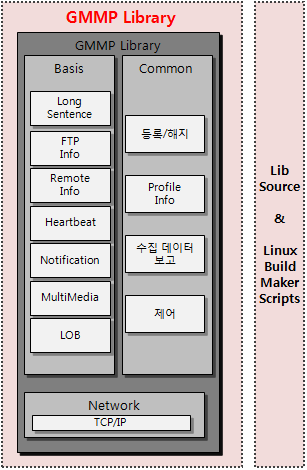 GMMP Library
GMMP Library
Basis
Long
Sentence
FTP
Info
Remote
Info
Heartbeat
Notification
MultiMedia
LOB
Common
등록/해지
Profile
Info
수집 데이터
보고
제어
Network
TCP/IP
Lib
Source
&
Linux
Build
Maker
Scripts